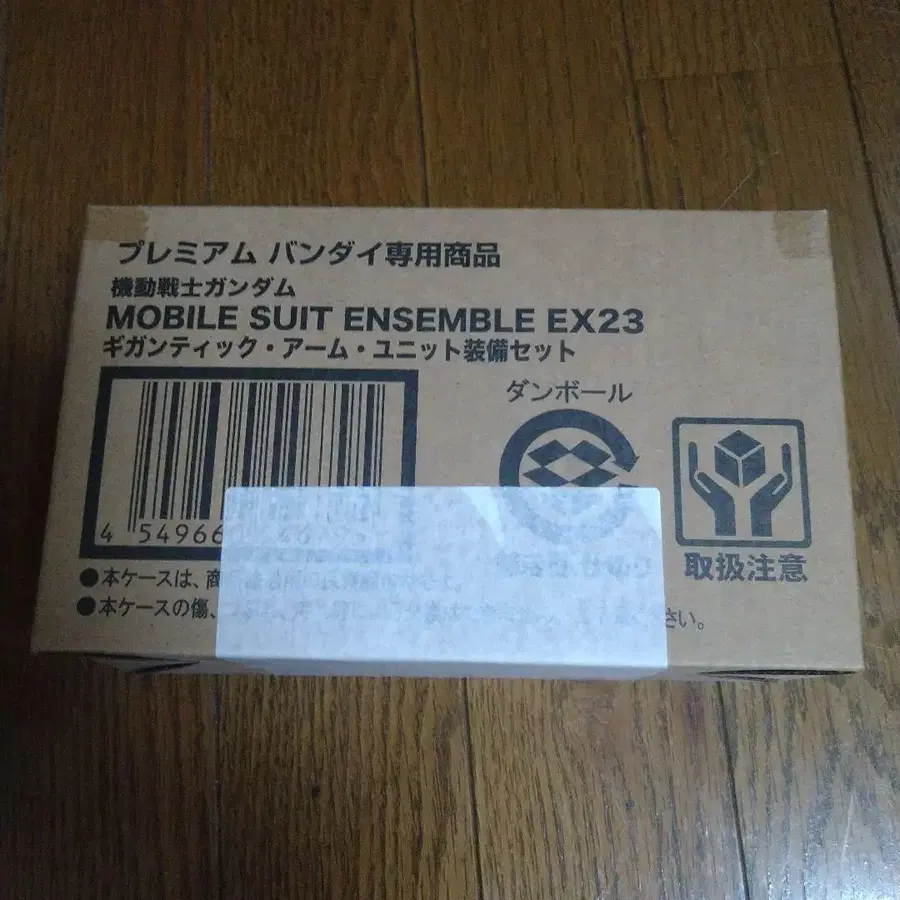 プレミアム バンダイ専用商品
機動戦士ガンダム
MOBILE SUIT ENSEMBLE EX23
ギガンティック・アーム・ユニット装備セット
ダンボール
4 54966
取扱注意
●本ケースは、商
●本ケースの傷、
さい。